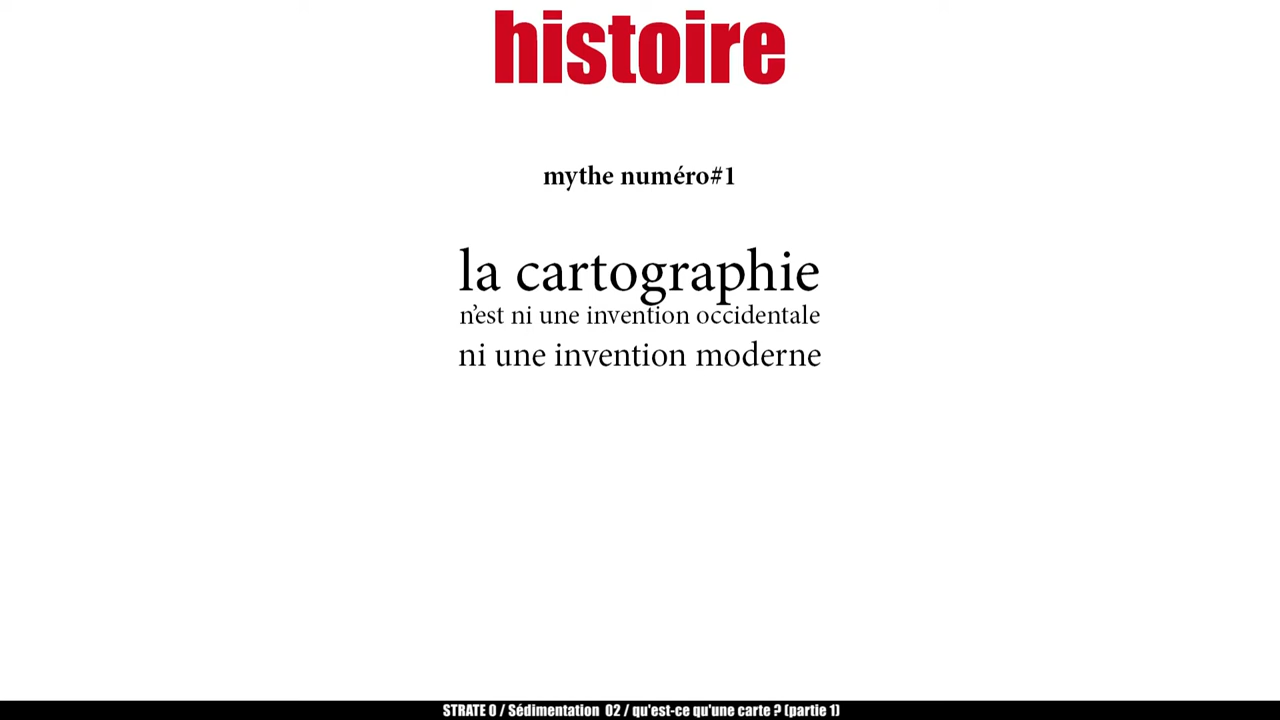 histoire
mythe numéro#1
la cartographie
n’est ni une invention occidentale
ni une invention moderne
STRATE 0 / Sédimentation 02 / qu'est-ce qu'une carte ? (partie 1)